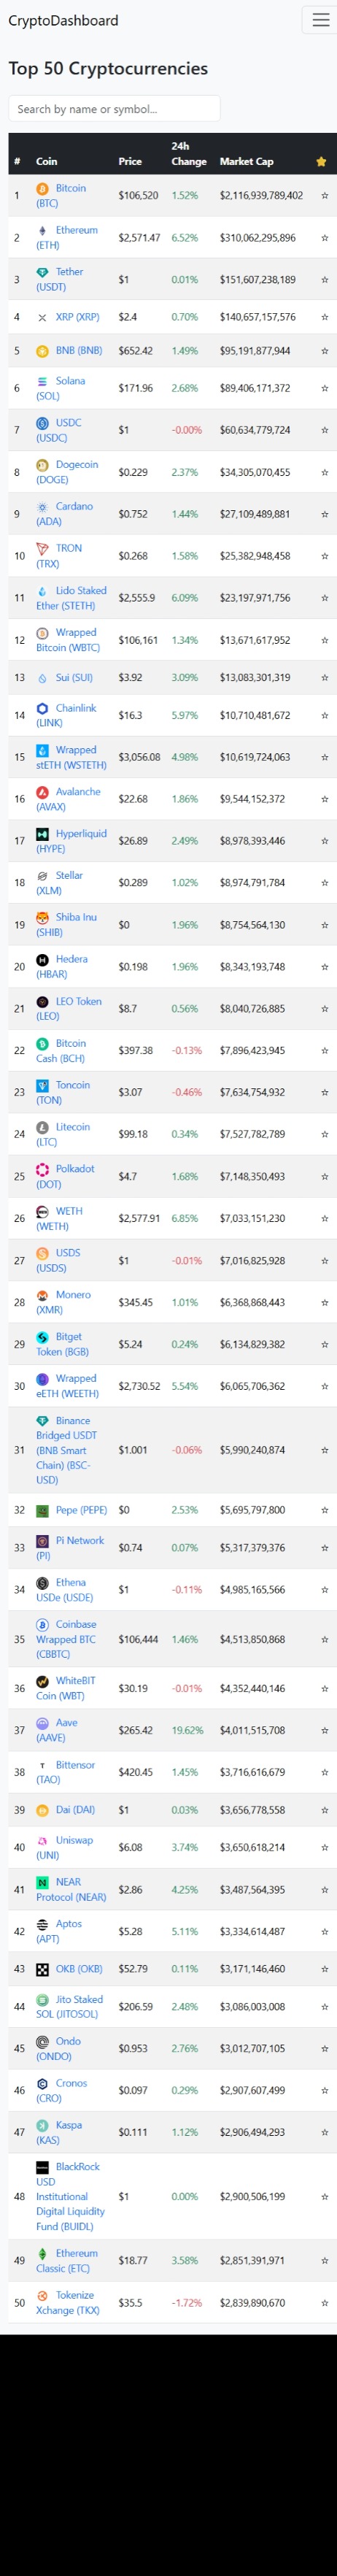 CryptoDashboard
Top 50 Cryptocurrencies
Search by name or symbol...
# Coin Price 24h Change Market Cap
1 Bitcoin (BTC) $106,520 1.52% $2,116,939,789,402
2 Ethereum (ETH) $2,571.47 6.52% $310,062,295,896
3 Tether (USDT) $1 0.01% $151,607,238,189
4 XRP (XRP) $2.4 0.70% $140,657,157,576
5 BNB (BNB) $652.42 1.49% $95,191,877,944
6 Solana (SOL) $171.96 2.68% $89,406,171,372
7 USDC (USDC) $1 -0.00% $60,634,779,724
8 Dogecoin (DOGE) $0.229 2.37% $34,305,070,455
9 Cardano (ADA) $0.752 1.44% $27,109,489,881
10 TRON (TRX) $0.268 1.58% $25,382,948,458
11 Lido Staked Ether (STETH) $2,555.9 6.09% $23,197,971,756
12 Wrapped Bitcoin (WBTC) $106,161 1.34% $13,671,617,952
13 Sui (SUI) $3.92 3.09% $13,083,301,319
14 Chainlink (LINK) $16.3 5.97% $10,710,481,672
15 Wrapped stETH (WSTETH) $3,056.08 4.98% $10,619,724,063
16 Avalanche (AVAX) $22.68 1.86% $9,544,152,372
17 Hyperliquid (HYPE) $26.89 2.49% $8,978,393,446
18 Stellar (XLM) $0.289 1.02% $8,974,791,784
19 Shiba Inu (SHIB) $0 1.96% $8,754,564,130
20 Hedera (HBAR) $0.198 1.96% $8,343,193,748
21 LEO Token (LEO) $8.7 0.56% $8,040,726,885
22 Bitcoin Cash (BCH) $397.38 -0.13% $7,896,423,945
23 Toncoin (TON) $3.07 -0.46% $7,634,754,932
24 Litecoin (LTC) $99.18 0.34% $7,527,782,789
25 Polkadot (DOT) $4.7 1.68% $7,148,350,493
26 WETH (WETH) $2,577.91 6.85% $7,033,151,230
27 USDS (USDS) $1 -0.01% $7,016,825,928
28 Monero (XMR) $345.45 1.01% $6,368,868,443
29 Bitget Token (BGB) $5.24 0.24% $6,134,829,382
30 Wrapped eETH (WEETH) $2,730.52 5.54% $6,065,706,362
31 Binance Bridged USDT (BNB Smart Chain) (BSC-USD) $1.001 -0.06% $5,990,240,874
32 Pepe (PEPE) $0 2.53% $5,695,797,800
33 Pi Network (PI) $0.74 0.07% $5,317,379,376
34 Ethena USDe (USDE) $1 -0.11% $4,985,165,566
35 Coinbase Wrapped BTC (CBBTC) $106,444 1.46% $4,513,850,868
36 WhiteBIT Coin (WBT) $30.19 -0.01% $4,352,440,146
37 Aave (AAVE) $265.42 19.62% $4,011,515,708
38 Bittensor (TAO) $420.45 1.45% $3,716,616,679
39 Dai (DAI) $1 0.03% $3,656,778,558
40 Uniswap (UNI) $6.08 3.74% $3,650,618,214
41 NEAR Protocol (NEAR) $2.86 4.25% $3,487,564,395
42 Aptos (APT) $5.28 5.11% $3,334,614,487
43 OKB (OKB) $52.79 0.11% $3,171,146,460
44 Jito Staked SOL (JITOSOL) $206.59 2.48% $3,086,003,008
45 Ondo (ONDO) $0.953 2.76% $3,012,707,105
46 Cronos (CRO) $0.097 0.29% $2,907,607,499
47 Kaspa (KAS) $0.111 1.12% $2,906,494,293
48 BlackRock USD Institutional Digital Liquidity Fund (BUIDL) $1 0.00% $2,900,506,199
49 Ethereum Classic (ETC) $18.77 3.58% $2,851,391,971
50 Tokenize Xchange (TKX) $35.5 -1.72% $2,839,890,670